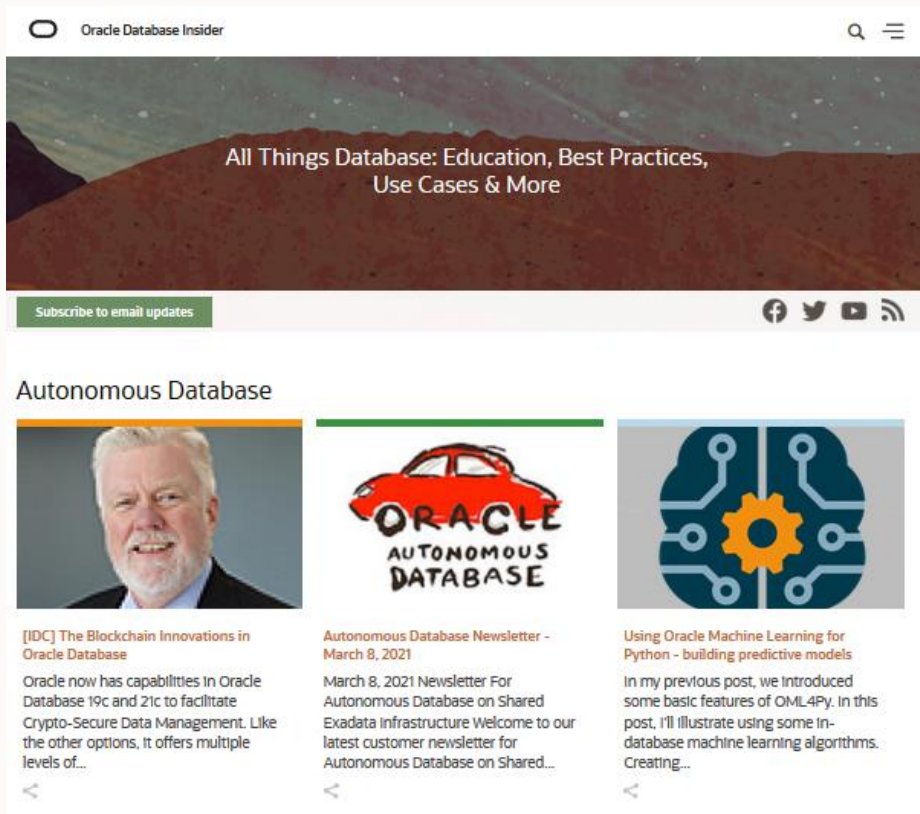 Oracle Database Insider
All Things Database: Education, Best Practices,
Use Cases & More
Subscribe to email updates
Autonomous Database
ORACLE
AUTONOMOUS
DATABASE
[IDC] The Blockchain Innovations in
Oracle Database
Oracle now has capabilities in Oracle
Database 19c and 21c to facilitate
Crypto-Secure Data Management. Like
the other options, it offers multiple
levels of...
Autonomous Database Newsletter -
March 8, 2021
March 8, 2021 Newsletter For
Autonomous Database on Shared
Exadata Infrastructure Welcome to our
latest customer newsletter for
Autonomous Database on Shared...
Using Oracle Machine Learning for
Python - building predictive models
In my previous post, we introduced
some basic features of OML4Py. In this
post, I'll illustrate using some in-
database machine learning algorithms.
Creating...